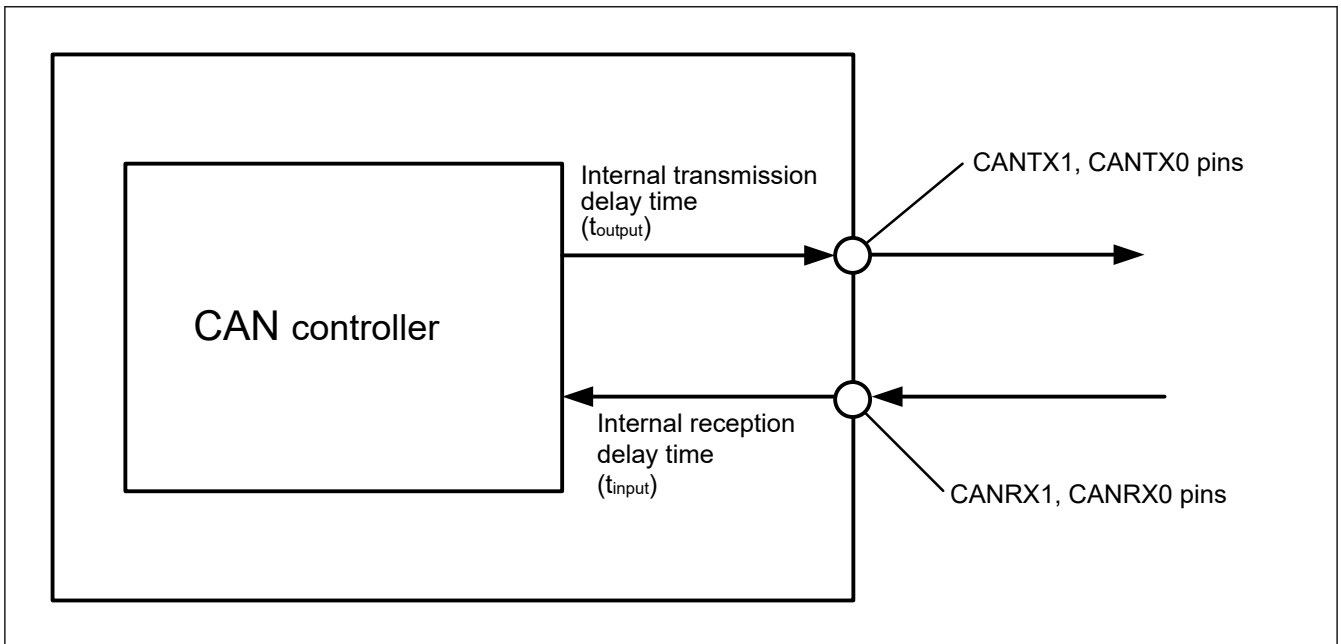 Internal transmission
delay time
(toutput)
CANTX1, CANTX0 pins
CAN controller
Internal reception
delay time
(tinput)
CANRX1, CANRX0 pins